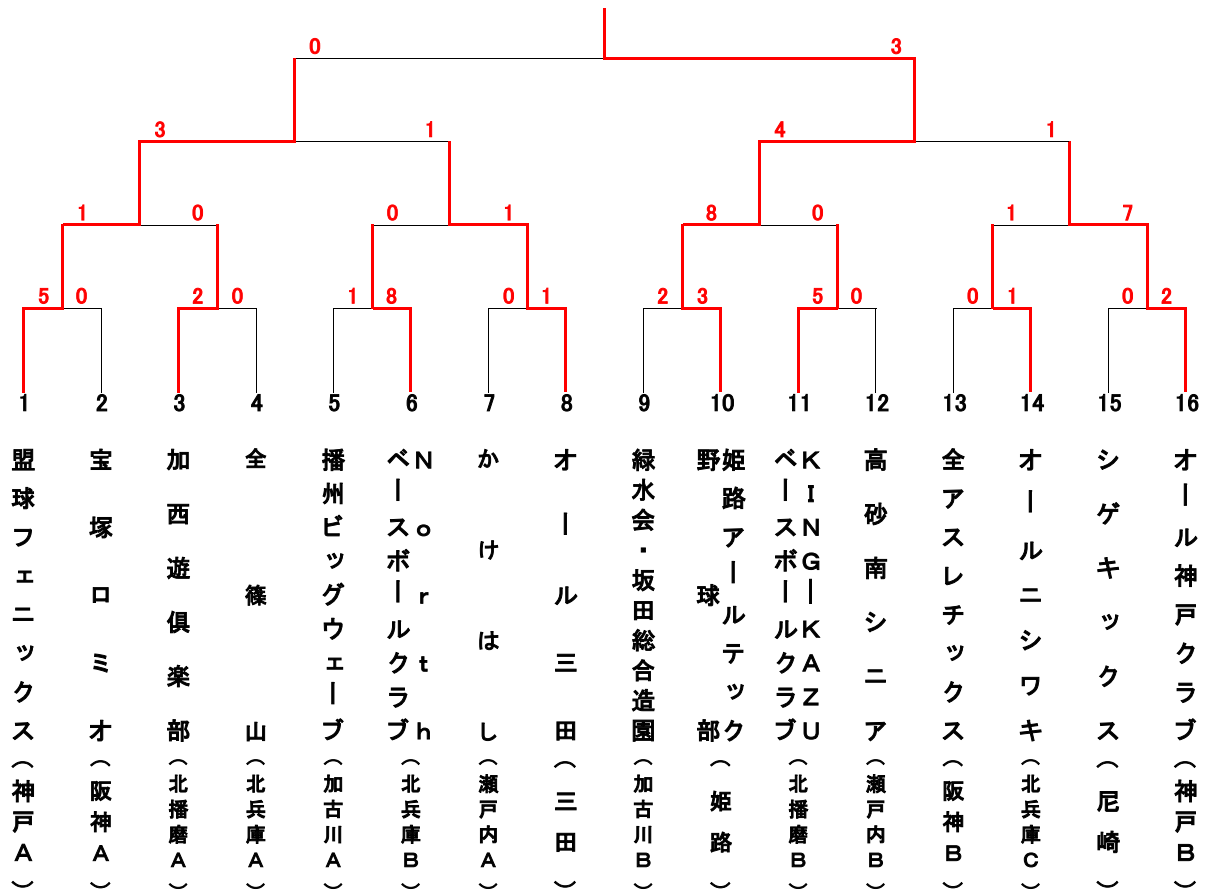 0 3
3 1 4 1
1 0 0 1 8 0 1 7
5 0 2 0 1 8 0 1 2 3 5 0 0 1 0 2
1 2 3 4 5 6 7 8 9 10 11 12 13 14 15 16
盟球フェニックス（神戸A）
宝塚ロミオ（阪神A）
加西遊倶楽部（北播磨A）
全篠山（北兵庫A）
播州ビッグウェーブ（加古川A）
North
ベースボールクラブ
（北兵庫B）
かけはし（瀬戸内A）
オール三田（三田）
緑水会・坂田総合造園（加古川B）
姫路アールテック
野球部
（姫路）
KING―KAZU
ベースボールクラブ
（北播磨B）
高砂南シニア（瀬戸内B）
全アスレチックス（阪神B）
オールニシワキ（北兵庫C）
シゲキックス（尼崎）
オール神戸クラブ（神戸B）